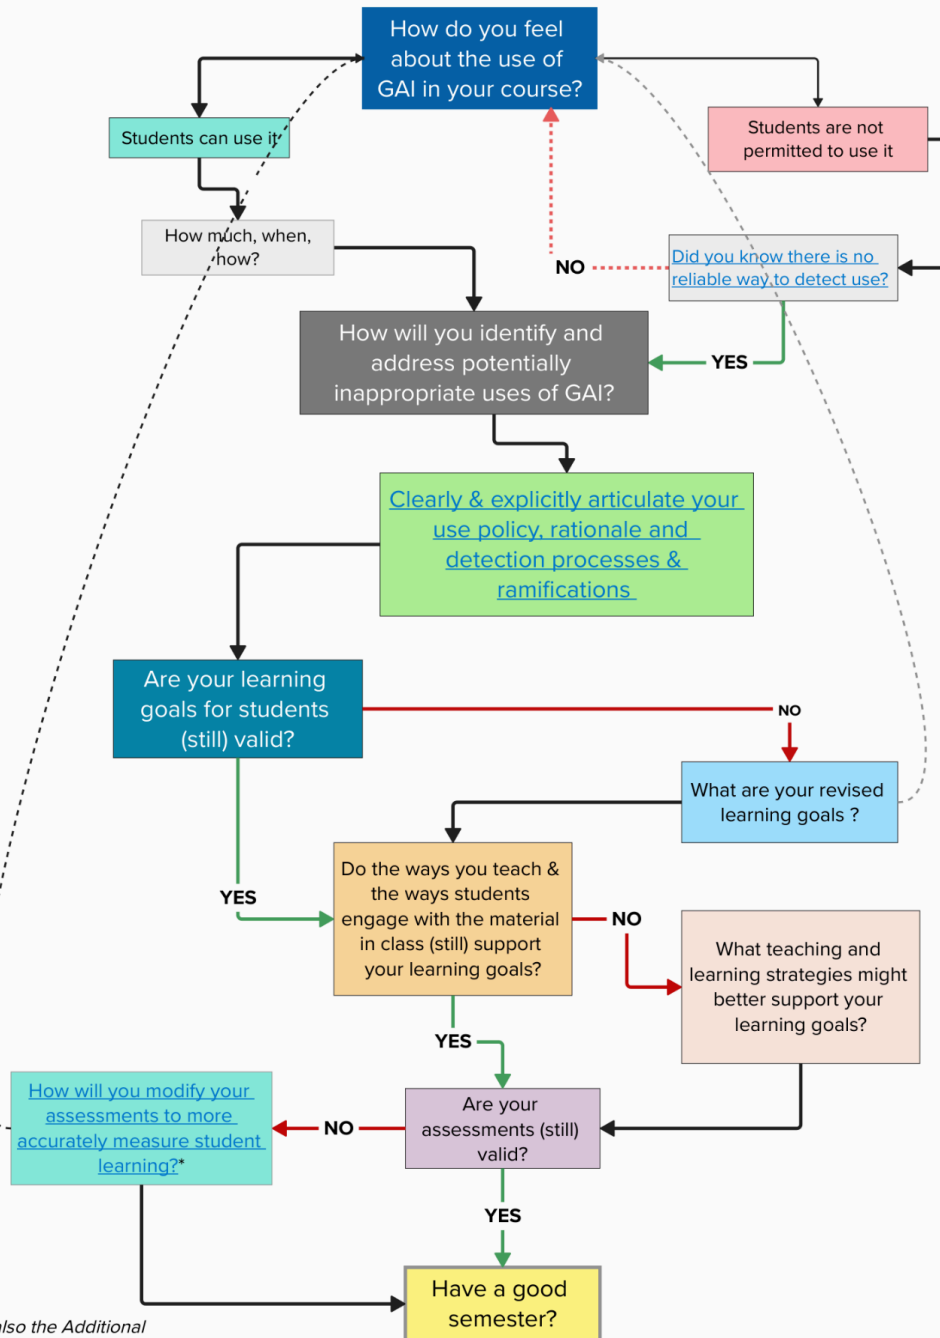 How do you feel
about the use of
GAI in your course?
Students can use it
Students are not
permitted to use it
How much, when,
how?
Did you know there is no
reliable way to detect use?
NO
How will you identify and
address potentially
inappropriate uses of GAI?
YES
Clearly & explicitly articulate your
use policy, rationale and
detection processes &
ramifications
Are your learning
goals for students
(still) valid?
NO
What are your revised
learning goals ?
YES
Do the ways you teach &
the ways students
engage with the material
in class (still) support
your learning goals?
NO
What teaching and
learning strategies might
better support your
learning goals?
YES
How will you modify your
assessments to more
accurately measure student
learning?*
NO
Are your
assessments (still)
valid?
YES
Have a good
semester?
also the Additional